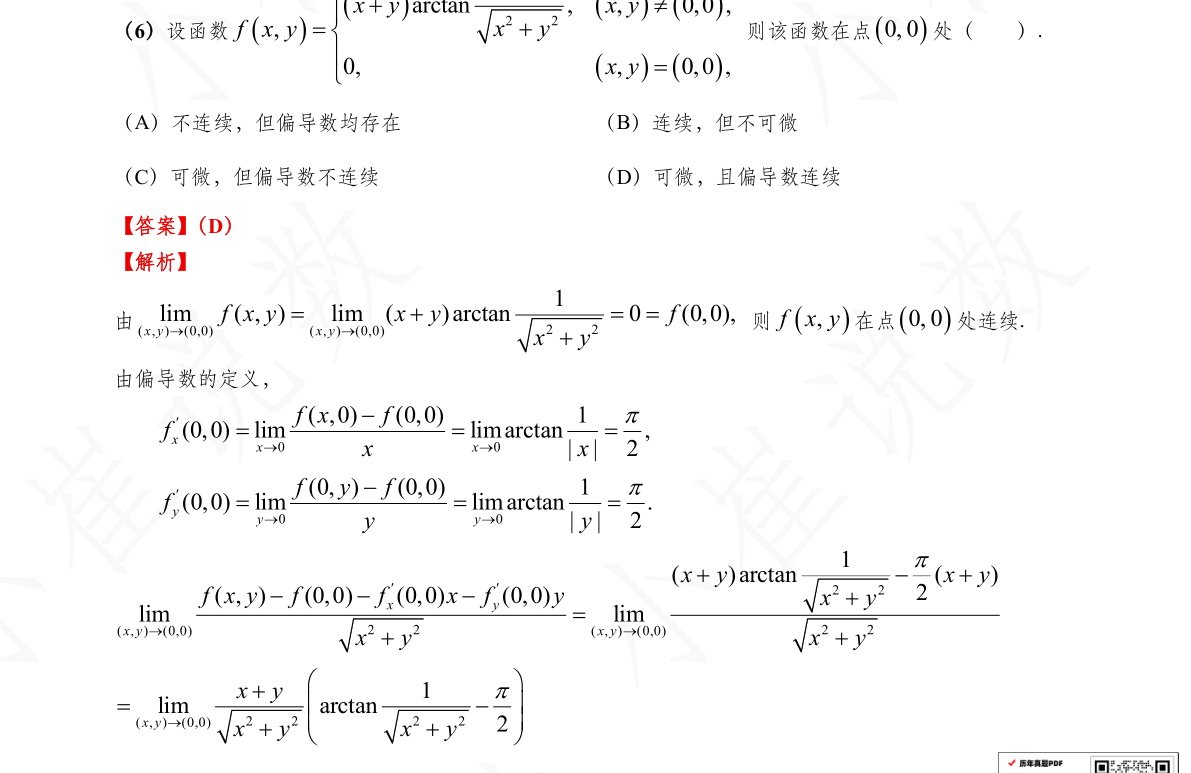 (6) 设函数 f(x, y) = { (x + y)arctan 1/√(x² + y²), (x, y) ≠ (0,0), 则该函数在点(0,0)处（　　）.
0, (x, y) = (0,0),
（A）不连续，但偏导数均存在 （B）连续，但不可微
（C）可微，但偏导数不连续 （D）可微，且偏导数连续
【答案】（D）
【解析】
由 lim_{(x,y)→(0,0)} f(x, y) = lim_{(x,y)→(0,0)} (x + y)arctan 1/√(x² + y²) = 0 = f(0,0), 则 f(x, y) 在点(0,0)处连续.
由偏导数的定义，
f′_x(0,0) = lim_{x→0} (f(x,0) − f(0,0))/x = lim_{x→0} arctan 1/|x| = π/2,
f′_y(0,0) = lim_{y→0} (f(0, y) − f(0,0))/y = lim_{y→0} arctan 1/|y| = π/2.
lim_{(x,y)→(0,0)} (f(x, y) − f(0,0) − f′_x(0,0)x − f′_y(0,0)y)/√(x² + y²) = lim_{(x,y)→(0,0)} ((x + y)arctan 1/√(x² + y²) − π/2 (x + y))/√(x² + y²)
= lim_{(x,y)→(0,0)} (x + y)/√(x² + y²) (arctan 1/√(x² + y²) − π/2)
历年真题PDF
小崔说数